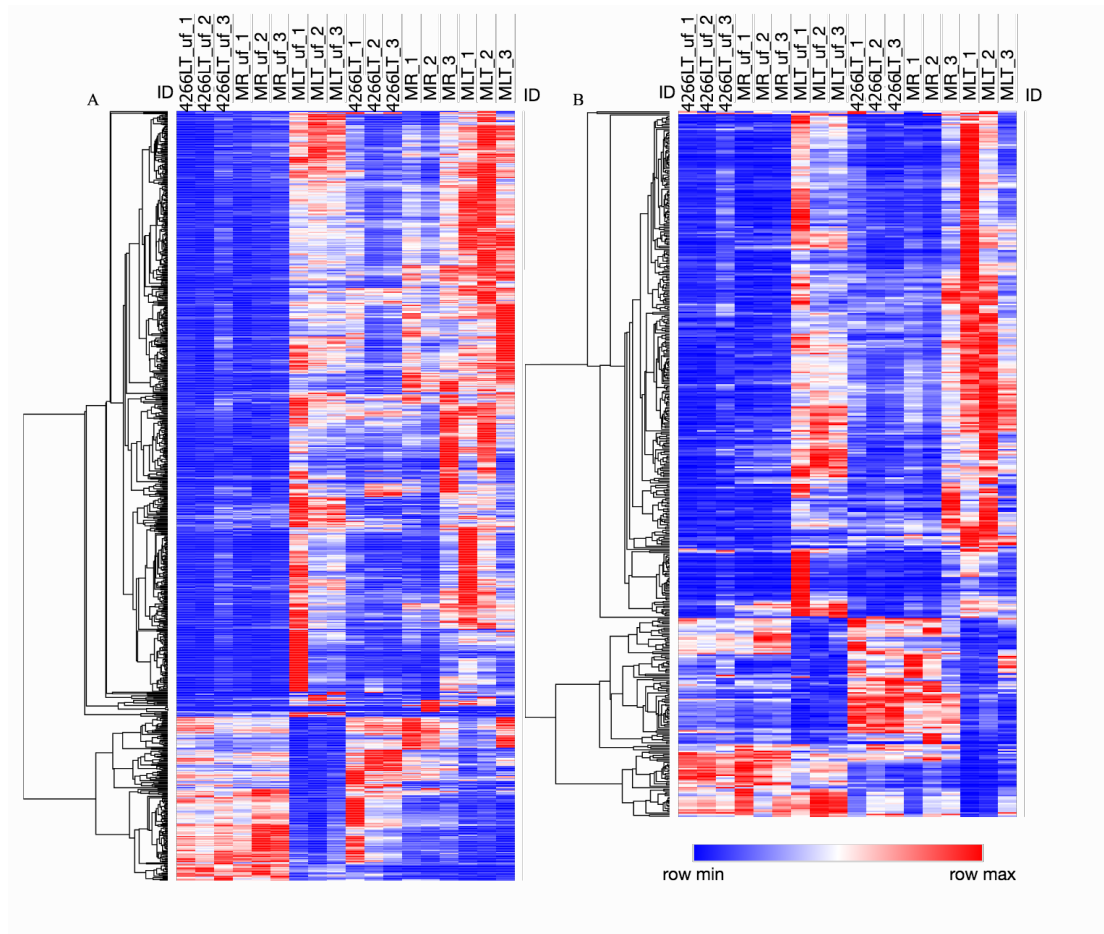 A
ID
4266LT_uf_1
4266LT_uf_2
4266LT_uf_3
MR_uf_1
MR_uf_2
MR_uf_3
MLT_uf_1
MLT_uf_2
MLT_uf_3
4266LT_1
4266LT_2
4266LT_3
MR_1
MR_2
MR_3
MLT_1
MLT_2
MLT_3
ID
B
ID
4266LT_uf_1
4266LT_uf_2
4266LT_uf_3
MR_uf_1
MR_uf_2
MR_uf_3
MLT_uf_1
MLT_uf_2
MLT_uf_3
4266LT_1
4266LT_2
4266LT_3
MR_1
MR_2
MR_3
MLT_1
MLT_2
MLT_3
ID
row min
row max